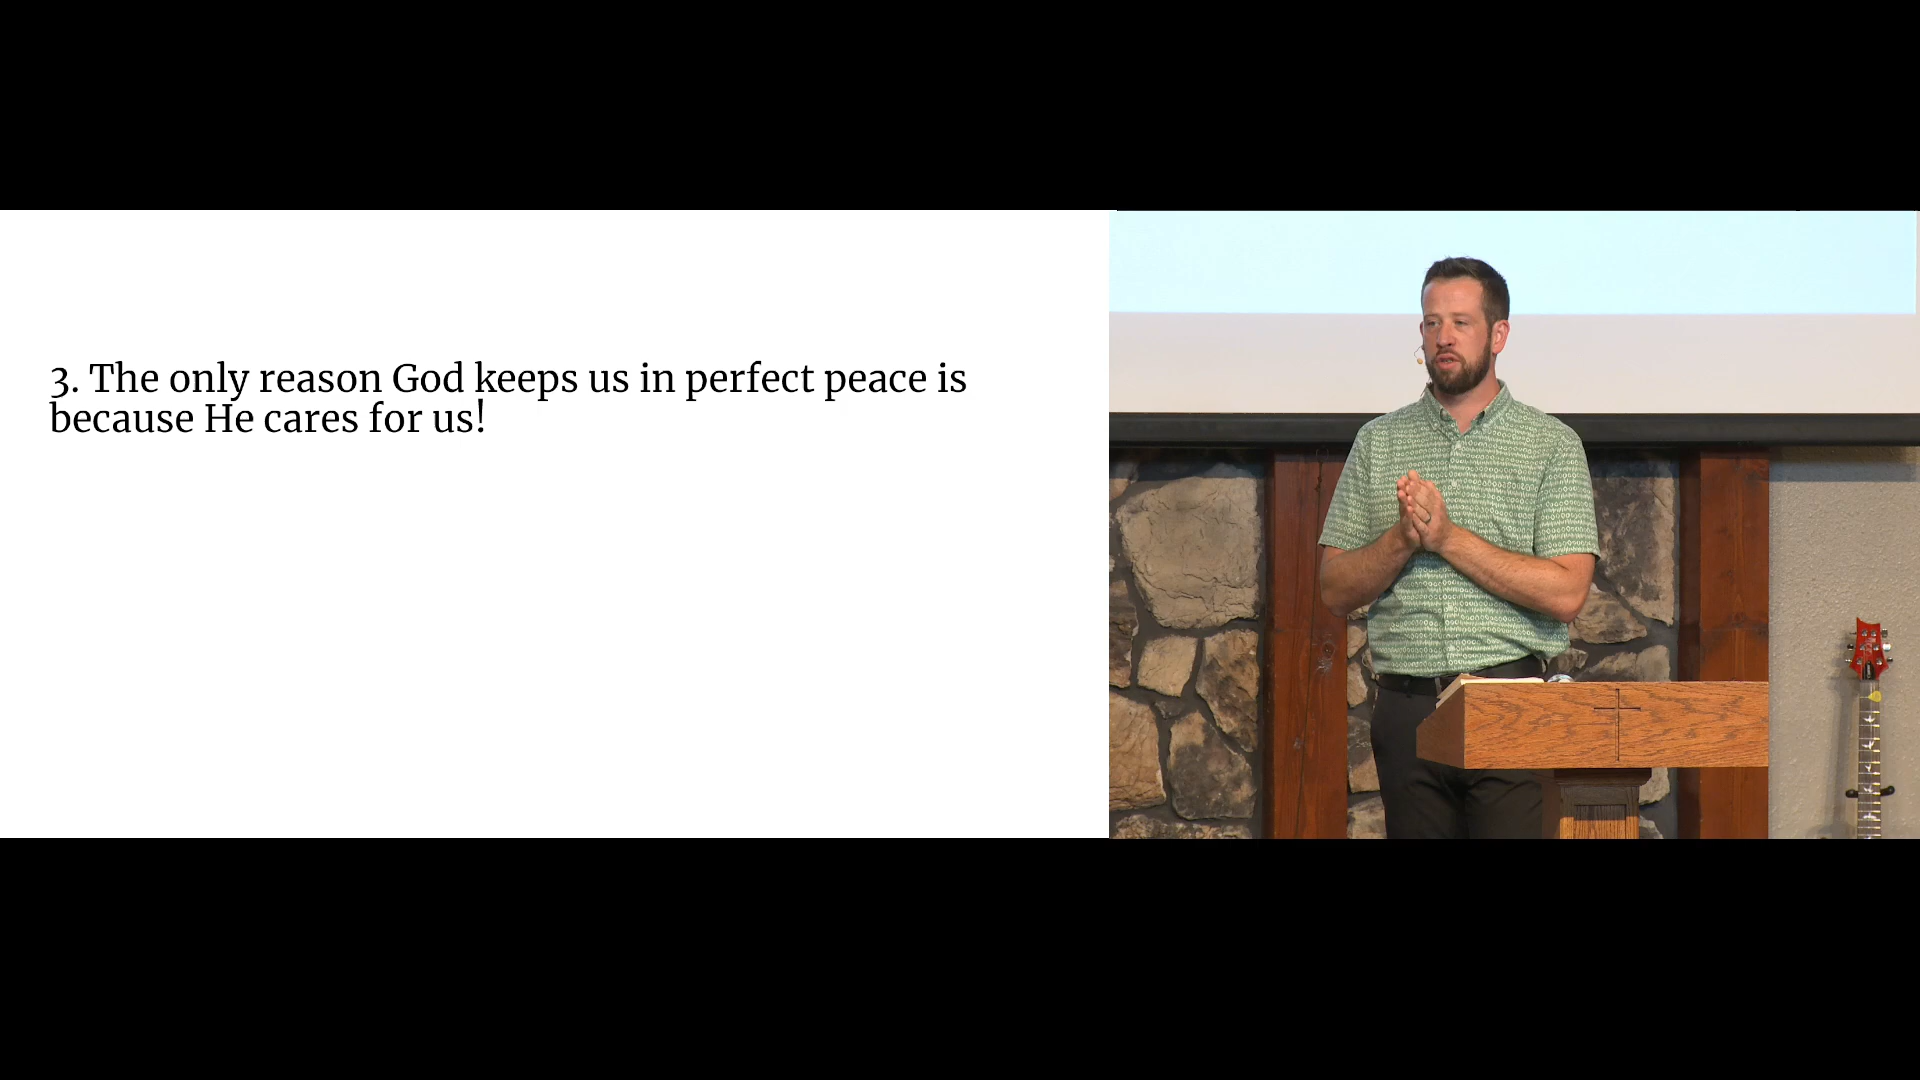 3. The only reason God keeps us in perfect peace is
because He cares for us!